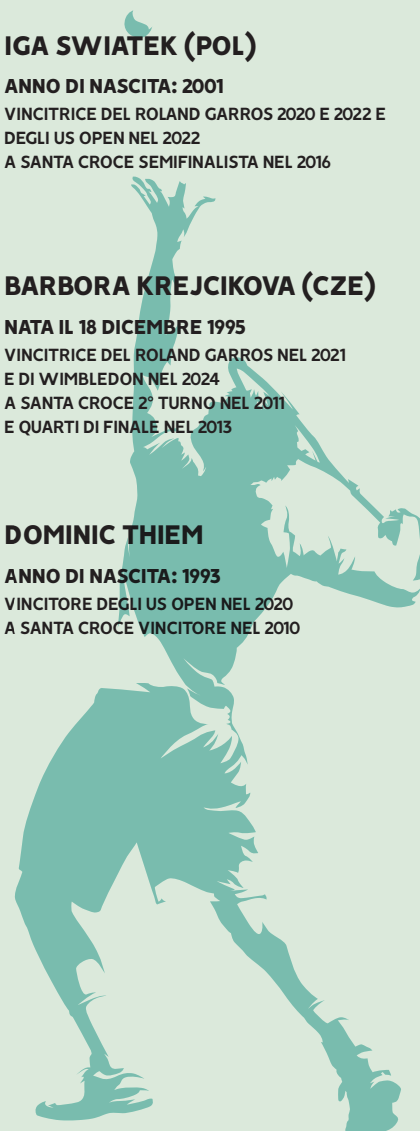 IGA SWIATEK (POL)
ANNO DI NASCITA: 2001
VINCITRICE DEL ROLAND GARROS 2020 E 2022 E
DEGLI US OPEN NEL 2022
A SANTA CROCE SEMIFINALISTA NEL 2016
BARBORA KREJCIKOVA (CZE)
NATA IL 18 DICEMBRE 1995
VINCITRICE DEL ROLAND GARROS NEL 2021
E DI WIMBLEDON NEL 2024
A SANTA CROCE 2° TURNO NEL 2011
E QUARTI DI FINALE NEL 2013
DOMINIC THIEM
ANNO DI NASCITA: 1993
VINCITORE DEGLI US OPEN NEL 2020
A SANTA CROCE VINCITORE NEL 2010